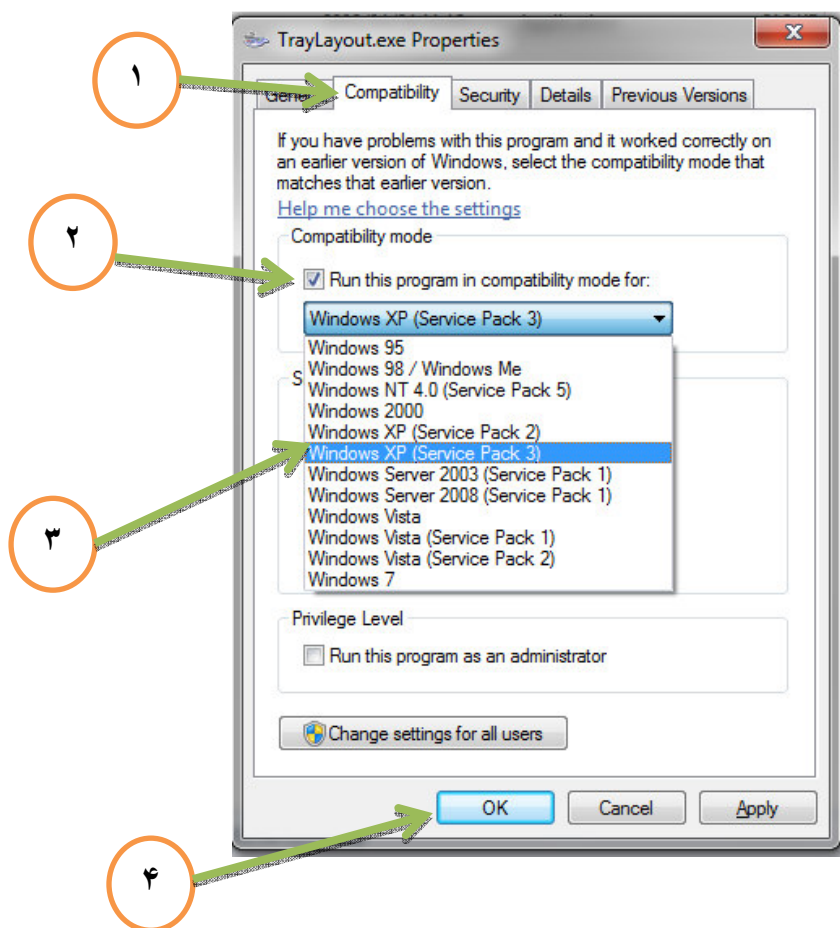 TrayLayout.exe Properties
۱
Compatibility
Security
Details
Previous Versions
If you have problems with this program and it worked correctly on
an earlier version of Windows, select the compatibility mode that
matches that earlier version.
Help me choose the settings
۲
Compatibility mode
Run this program in compatibility mode for:
Windows XP (Service Pack 3)
Windows 95
Windows 98 / Windows Me
Windows NT 4.0 (Service Pack 5)
Windows 2000
Windows XP (Service Pack 2)
Windows XP (Service Pack 3)
Windows Server 2003 (Service Pack 1)
Windows Server 2008 (Service Pack 1)
Windows Vista
Windows Vista (Service Pack 1)
Windows Vista (Service Pack 2)
Windows 7
۳
Privilege Level
Run this program as an administrator
Change settings for all users
OK
Cancel
Apply
۴